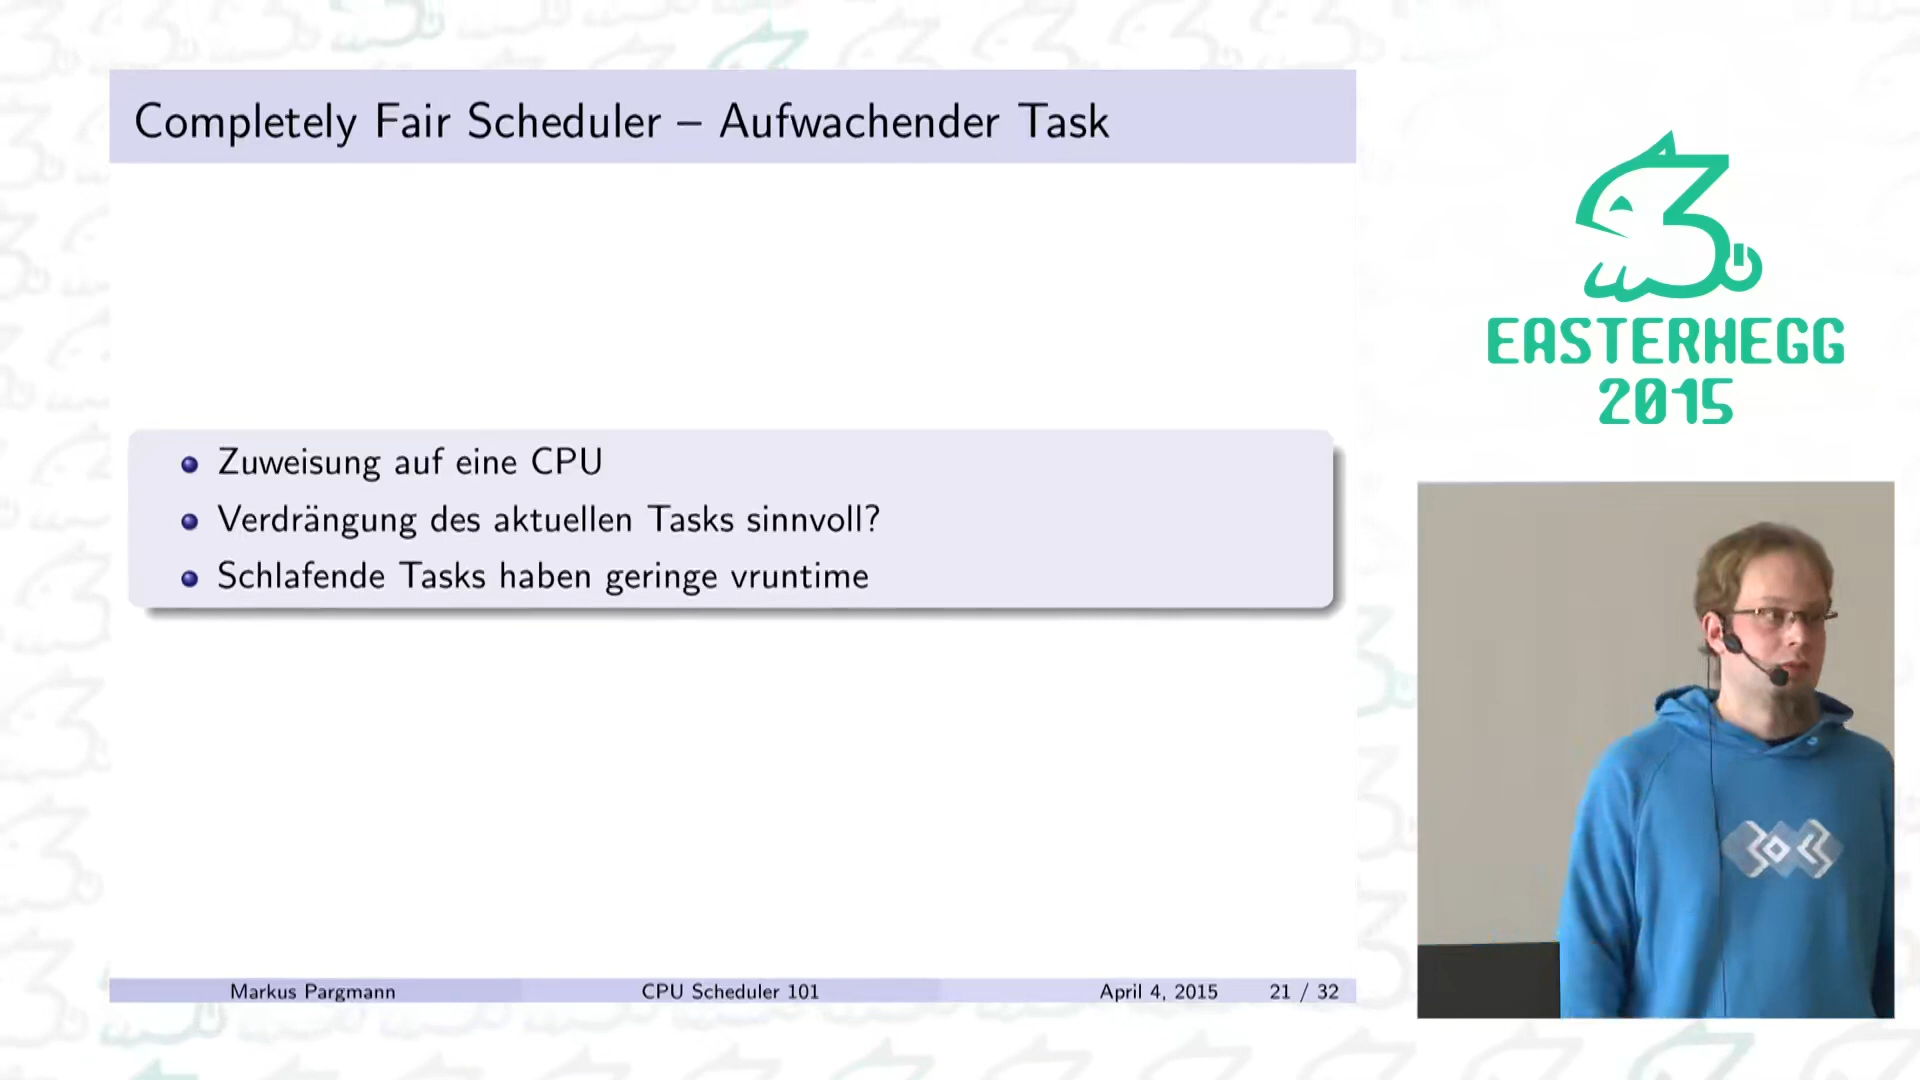 Completely Fair Scheduler – Aufwachender Task
Zuweisung auf eine CPU
Verdrängung des aktuellen Tasks sinnvoll?
Schlafende Tasks haben geringe vruntime
Markus Pargmann CPU Scheduler 101 April 4, 2015 21 / 32
EASTERHEGG
2015